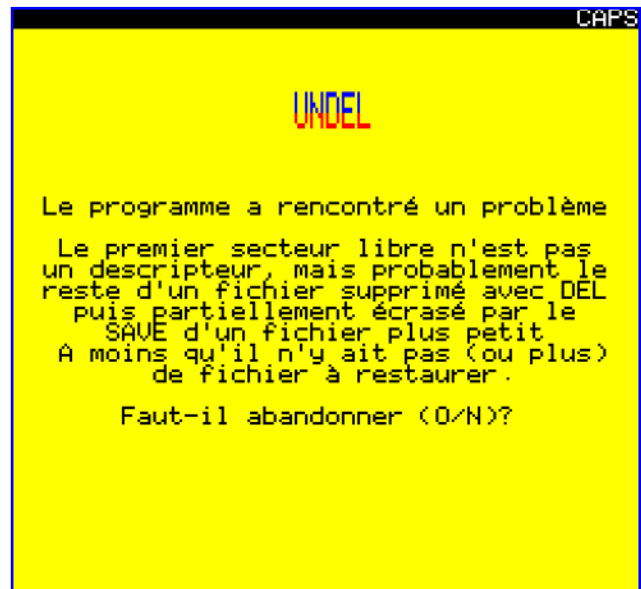 CAPS
UNDEL
Le programme a rencontré un problème
Le premier secteur libre n'est pas
un descripteur, mais probablement le
reste d'un fichier supprimé avec DEL
puis partiellement écrasé par le
SAVE d'un fichier plus petit
A moins qu'il n'y ait pas (ou plus)
de fichier à restaurer.
Faut-il abandonner (O/N)?